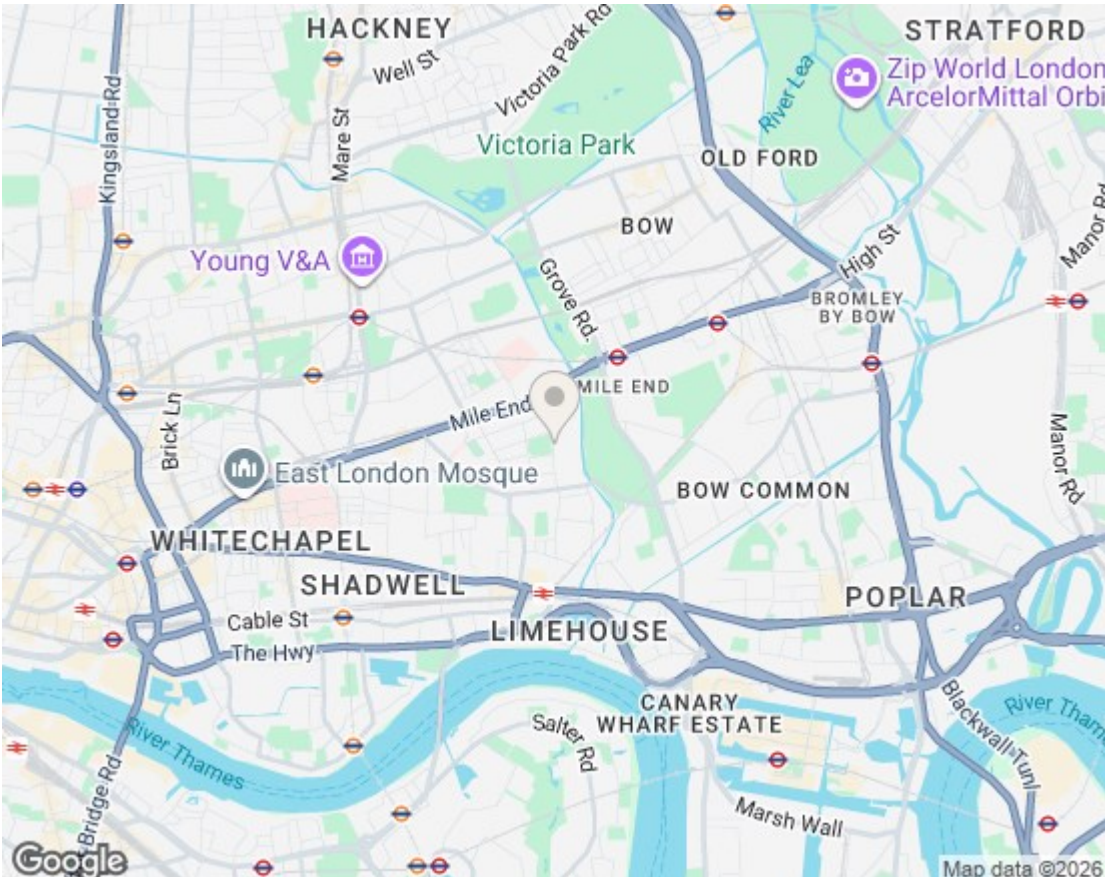 HACKNEY
STRATFORD
Well St
Victoria Park Rd
Kingsland Rd
Mare St
River Lea
Zip World London
ArcelorMittal Orbi
Victoria Park
OLD FORD
BOW
Manor Rd
High St
Young V&A
Grove Rd.
BROMLEY
BY BOW
MILE END
Mile End
Brick Ln
East London Mosque
Manor Rd
BOW COMMON
WHITECHAPEL
SHADWELL
POPLAR
Cable St
LIMEHOUSE
The Hwy
CANARY
WHARF ESTATE
River Thames
Salter Rd
Blackwall Tunl
River Thames
Bridge Rd
Marsh Wall
Google
Map data ©2026